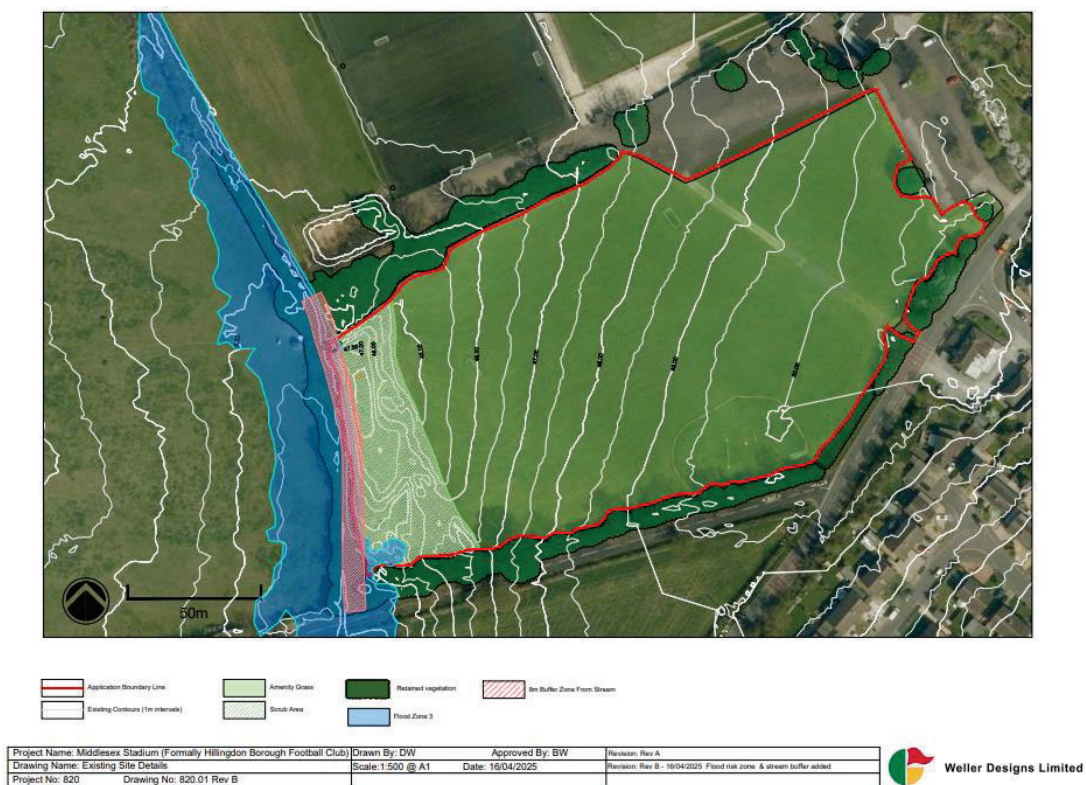 50m
Application Boundary Line
Amenity Grass
Retained vegetation
8m Buffer Zone From Stream
Existing Contours (1m intervals)
Scrub Area
Flood Zone 3
Project Name: Middlesex Stadium (Formally Hillingdon Borough Football Club)
Drawn By: DW
Approved By: BW
Revision: Rev A
Drawing Name: Existing Site Details
Scale:1:500 @ A1
Date: 16/04/2025
Revision: Rev B - 16/04/2025 Flood risk zone & stream buffer added
Project No: 820
Drawing No: 820.01 Rev B
Weller Designs Limited